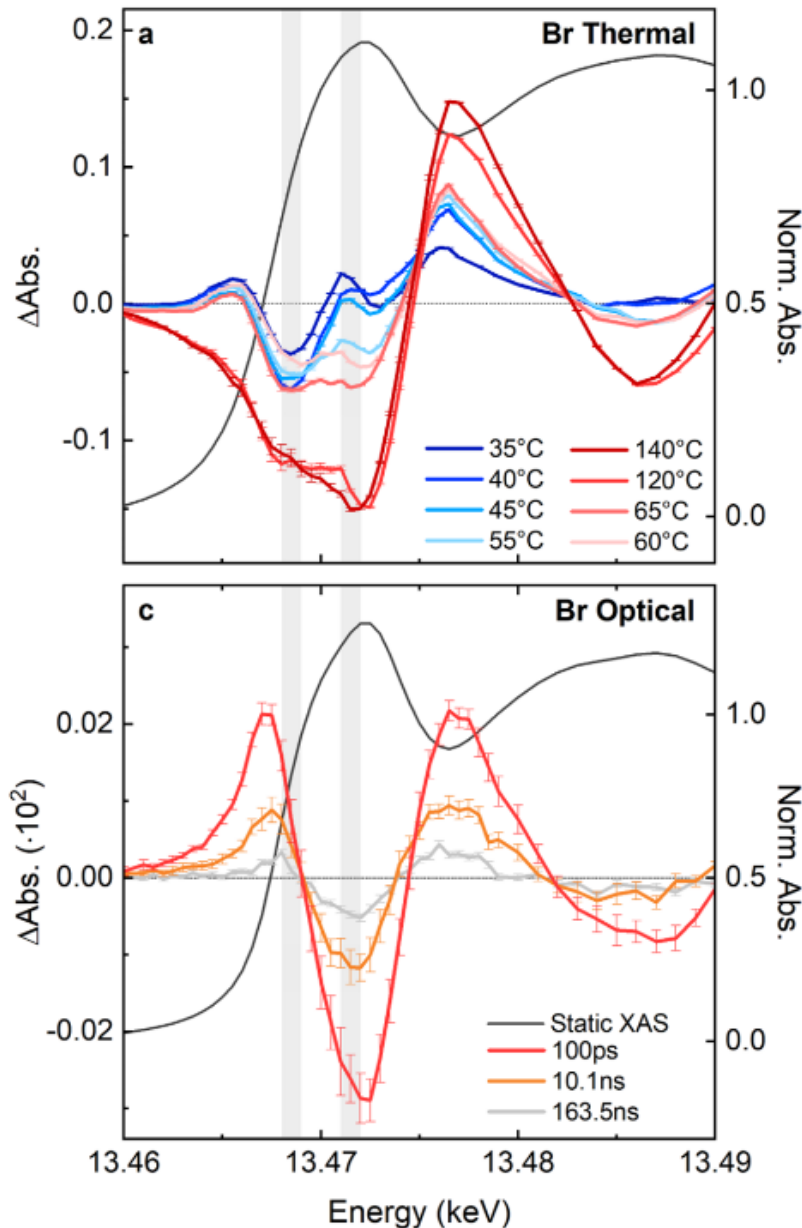 a Br Thermal
0.2
0.1
0.0
-0.1
ΔAbs.
1.0
0.5
0.0
Norm. Abs.
35°C 140°C
40°C 120°C
45°C 65°C
55°C 60°C
c Br Optical
0.02
0.00
-0.02
ΔAbs. (·10²)
1.0
0.5
0.0
Norm. Abs.
Static XAS
100ps
10.1ns
163.5ns
13.46 13.47 13.48 13.49
Energy (keV)